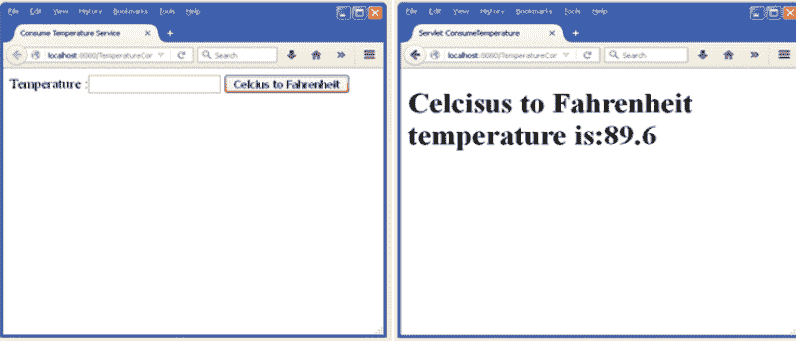 File Edit View History Bookmarks Tools Help
Consume Temperature Service × +
localhost:8080/TemperatureCor Search
Temperature : Celcius to Fahrenheit
File Edit View History Bookmarks Tools Help
Servlet ConsumeTemperature × +
localhost:8080/TemperatureCor Search
Celcisus to Fahrenheit
temperature is:89.6